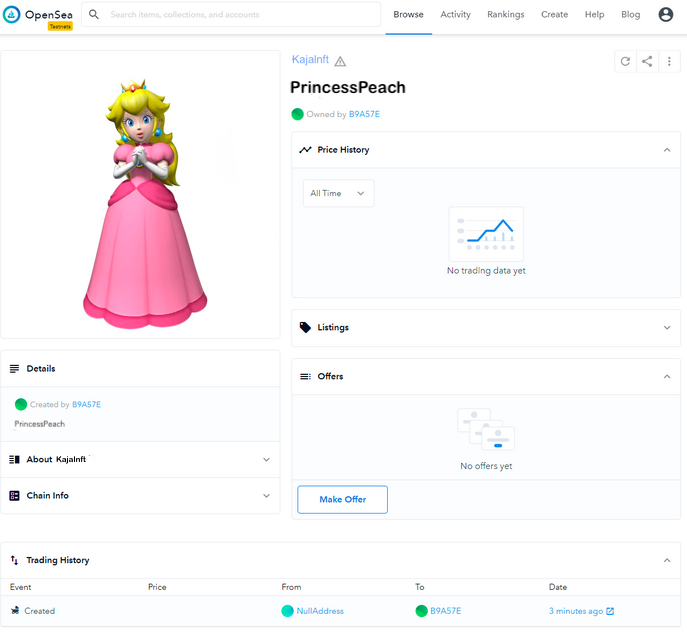 OpenSea
Testnets
Search items, collections, and accounts
Browse Activity Rankings Create Help Blog
KajaInft
PrincessPeach
Owned by B9A57E
Price History
All Time
No trading data yet
Listings
Offers
No offers yet
Make Offer
Details
Created by B9A57E
PrincessPeach
About KajaInft
Chain Info
Trading History
Event Price From To Date
Created NullAddress B9A57E 3 minutes ago